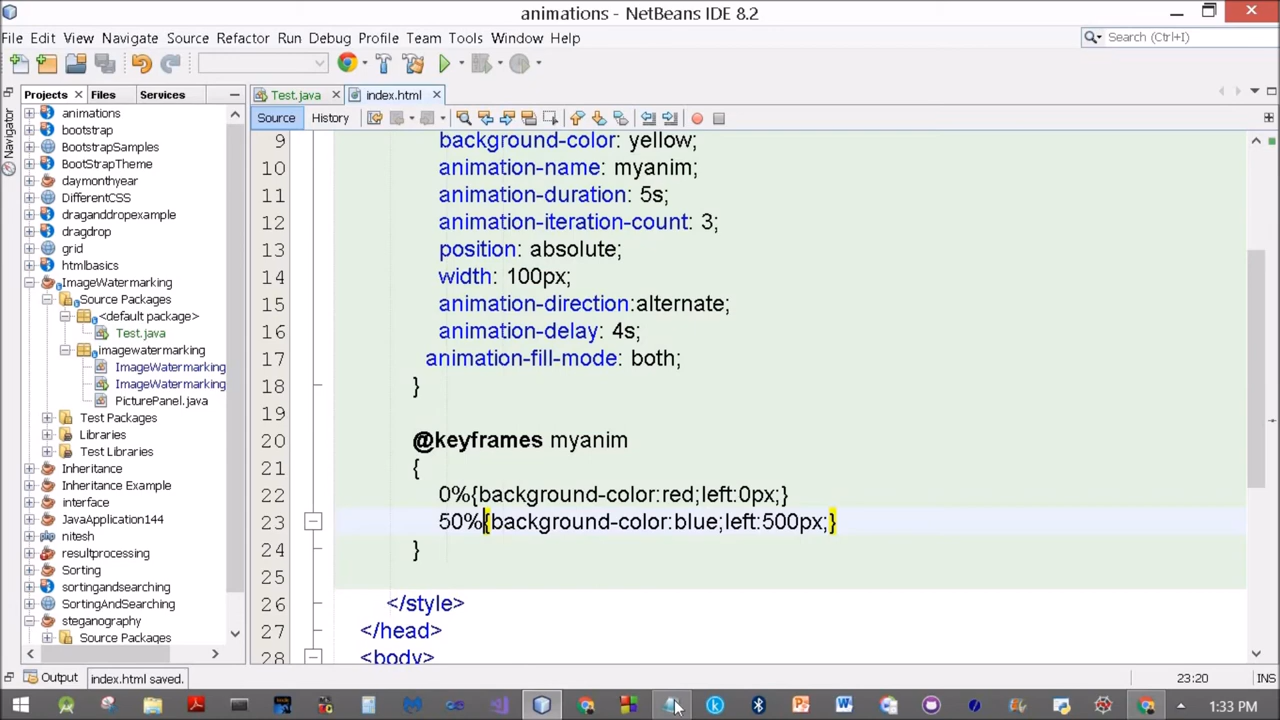 animations - NetBeans IDE 8.2
File Edit View Navigate Source Refactor Run Debug Profile Team Tools Window Help
Search (Ctrl+I)
Projects Files Services
Test.java index.html
Navigator
Source History
animations
bootstrap
BootstrapSamples
BootStrapTheme
daymonthyear
DifferentCSS
draganddropexample
dragdrop
grid
htmlbasics
ImageWatermarking
Source Packages
<default package>
Test.java
imagewatermarking
ImageWatermarking
ImageWatermarking
PicturePanel.java
Test Packages
Libraries
Test Libraries
Inheritance
Inheritance Example
interface
JavaApplication144
nitesh
resultprocessing
Sorting
sortingandsearching
SortingAndSearching
steganography
Source Packages
9 background-color: yellow;
10 animation-name: myanim;
11 animation-duration: 5s;
12 animation-iteration-count: 3;
13 position: absolute;
14 width: 100px;
15 animation-direction:alternate;
16 animation-delay: 4s;
17 animation-fill-mode: both;
18 }
19
20 @keyframes myanim
21 {
22 0%{background-color:red;left:0px;}
23 50%{background-color:blue;left:500px;}
24 }
25
26 </style>
27 </head>
28 <body>
Output index.html saved. 23:20 INS
1:33 PM